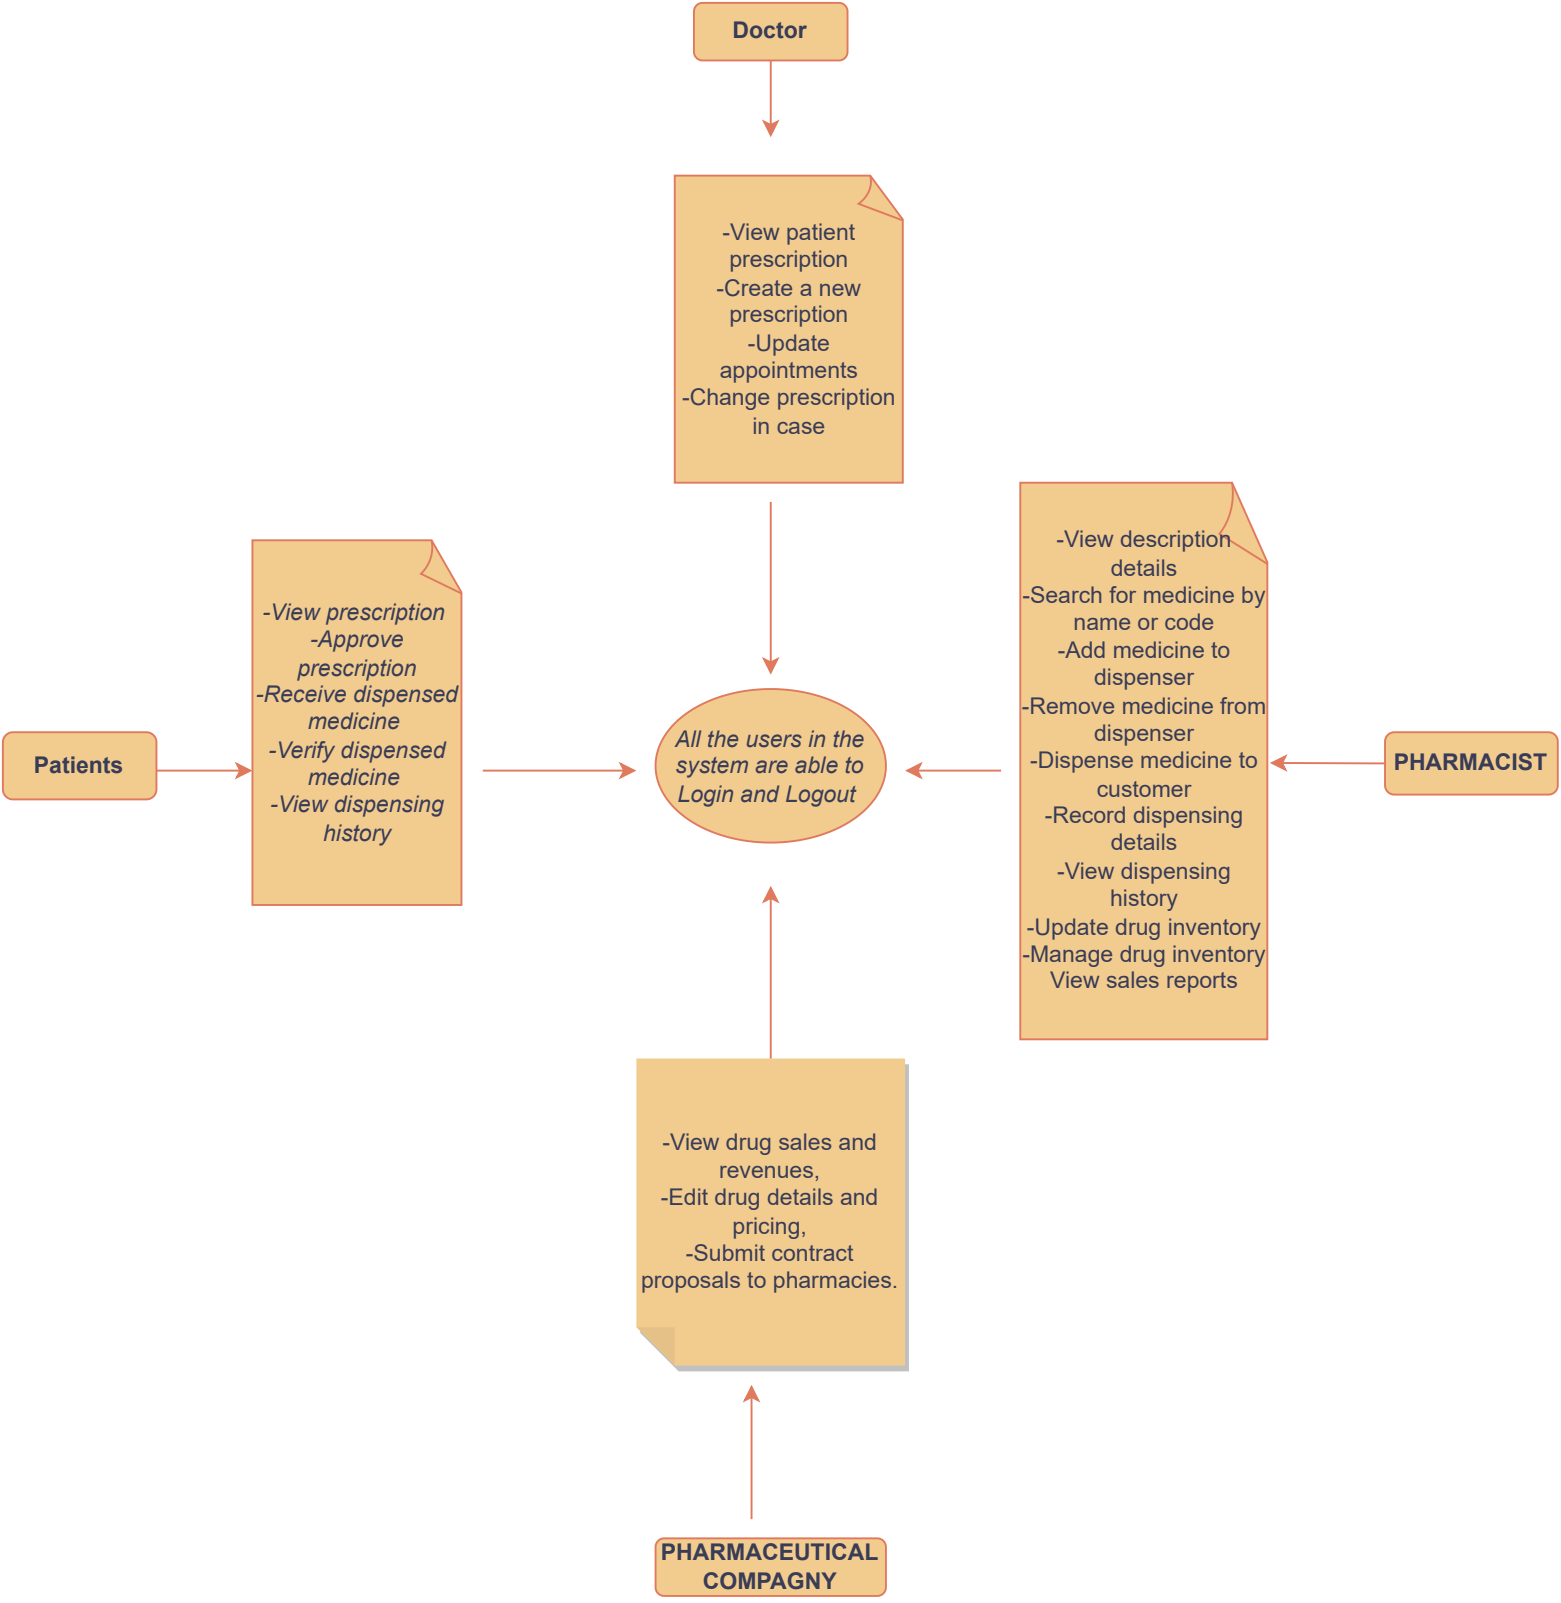 Doctor
-View patient
prescription
-Create a new
prescription
-Update
appointments
-Change prescription
in case
-View description
details
-Search for medicine by
name or code
-Add medicine to
dispenser
-Remove medicine from
dispenser
-Dispense medicine to
customer
-Record dispensing
details
-View dispensing
history
-Update drug inventory
-Manage drug inventory
View sales reports
-View prescription
-Approve
prescription
-Receive dispensed
medicine
-Verify dispensed
medicine
-View dispensing
history
Patients
All the users in the
system are able to
Login and Logout
PHARMACIST
-View drug sales and
revenues,
-Edit drug details and
pricing,
-Submit contract
proposals to pharmacies.
PHARMACEUTICAL
COMPAGNY